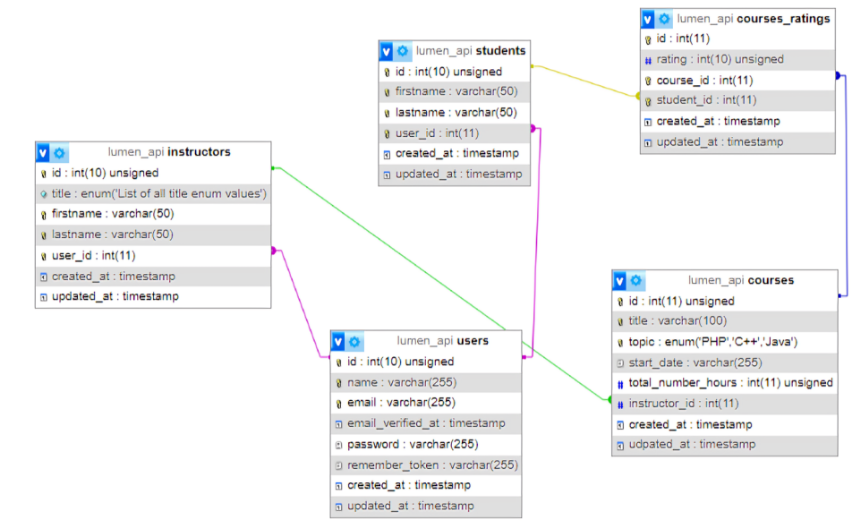 lumen_api students
id : int(10) unsigned
firstname : varchar(50)
lastname : varchar(50)
user_id : int(11)
created_at : timestamp
updated_at : timestamp
lumen_api courses_ratings
id : int(11)
rating : int(10) unsigned
course_id : int(11)
student_id : int(11)
created_at : timestamp
updated_at : timestamp
lumen_api instructors
id : int(10) unsigned
title : enum('List of all title enum values')
firstname : varchar(50)
lastname : varchar(50)
user_id : int(11)
created_at : timestamp
updated_at : timestamp
lumen_api courses
id : int(11) unsigned
title : varchar(100)
topic : enum('PHP','C++','Java')
start_date : varchar(255)
total_number_hours : int(11) unsigned
instructor_id : int(11)
created_at : timestamp
udpated_at : timestamp
lumen_api users
id : int(10) unsigned
name : varchar(255)
email : varchar(255)
email_verified_at : timestamp
password : varchar(255)
remember_token : varchar(255)
created_at : timestamp
updated_at : timestamp